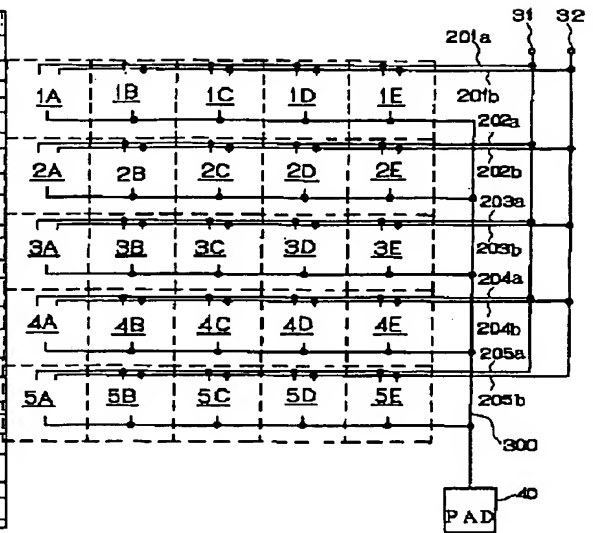 31 32
201a
1A 1B 1C 1D 1E
201b
202a
2A 2B 2C 2D 2E
202b
203a
3A 3B 3C 3D 3E
203b
204a
4A 4B 4C 4D 4E
204b
205a
5A 5B 5C 5D 5E
205b
300
40
PAD